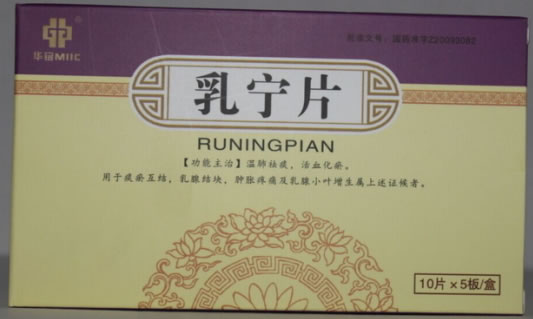 华邈MIIC®
批准文号:国药准字Z20093082
乳宁片
RUNINGPIAN
【功能主治】温肺祛痰,活血化瘀。
用于痰瘀互结,乳腺结块,肿胀疼痛及乳腺小叶增生属上述证候者。
10片×5板/盒